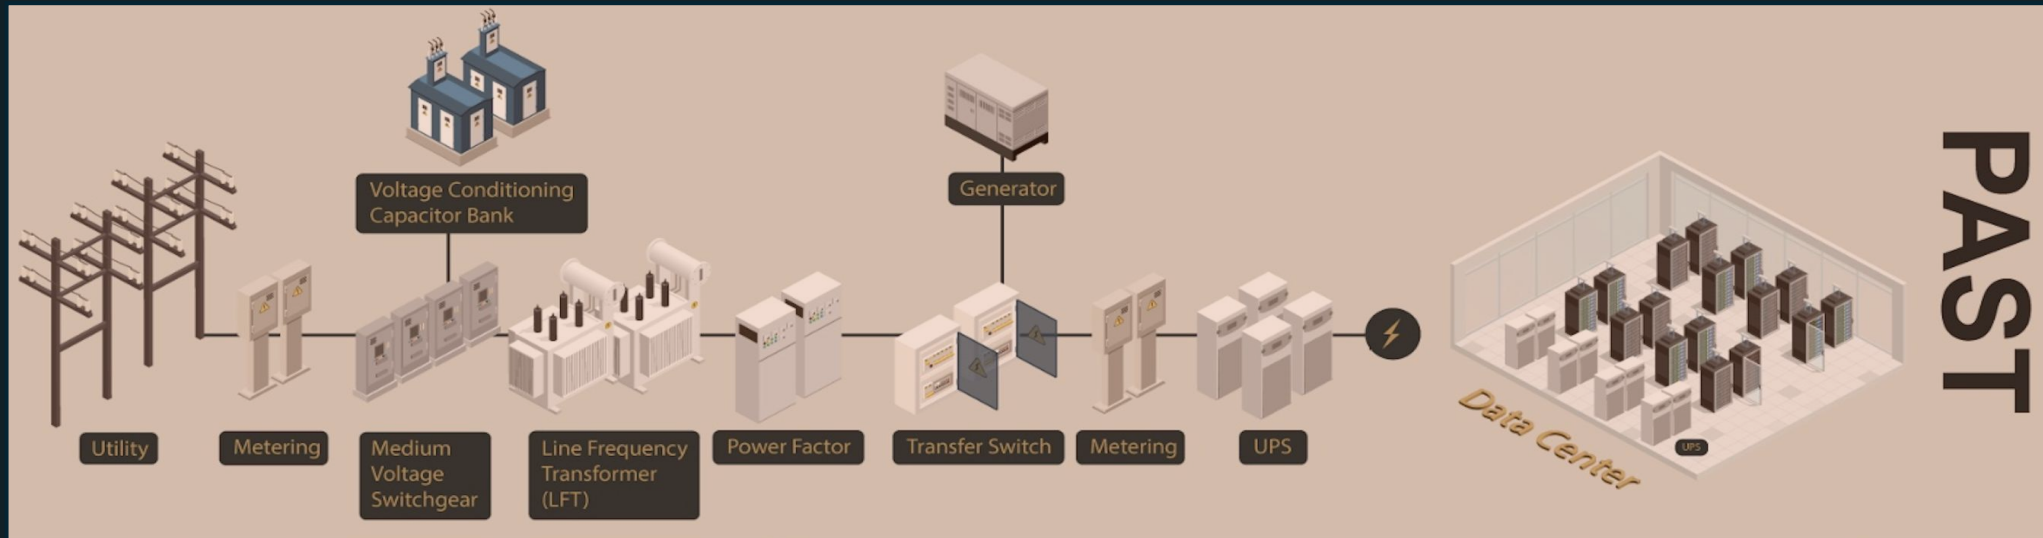 Voltage Conditioning
Capacitor Bank
Generator
Utility
Metering
Medium
Voltage
Switchgear
Line Frequency
Transformer
(LFT)
Power Factor
Transfer Switch
Metering
UPS
Data Center
UPS
PAST